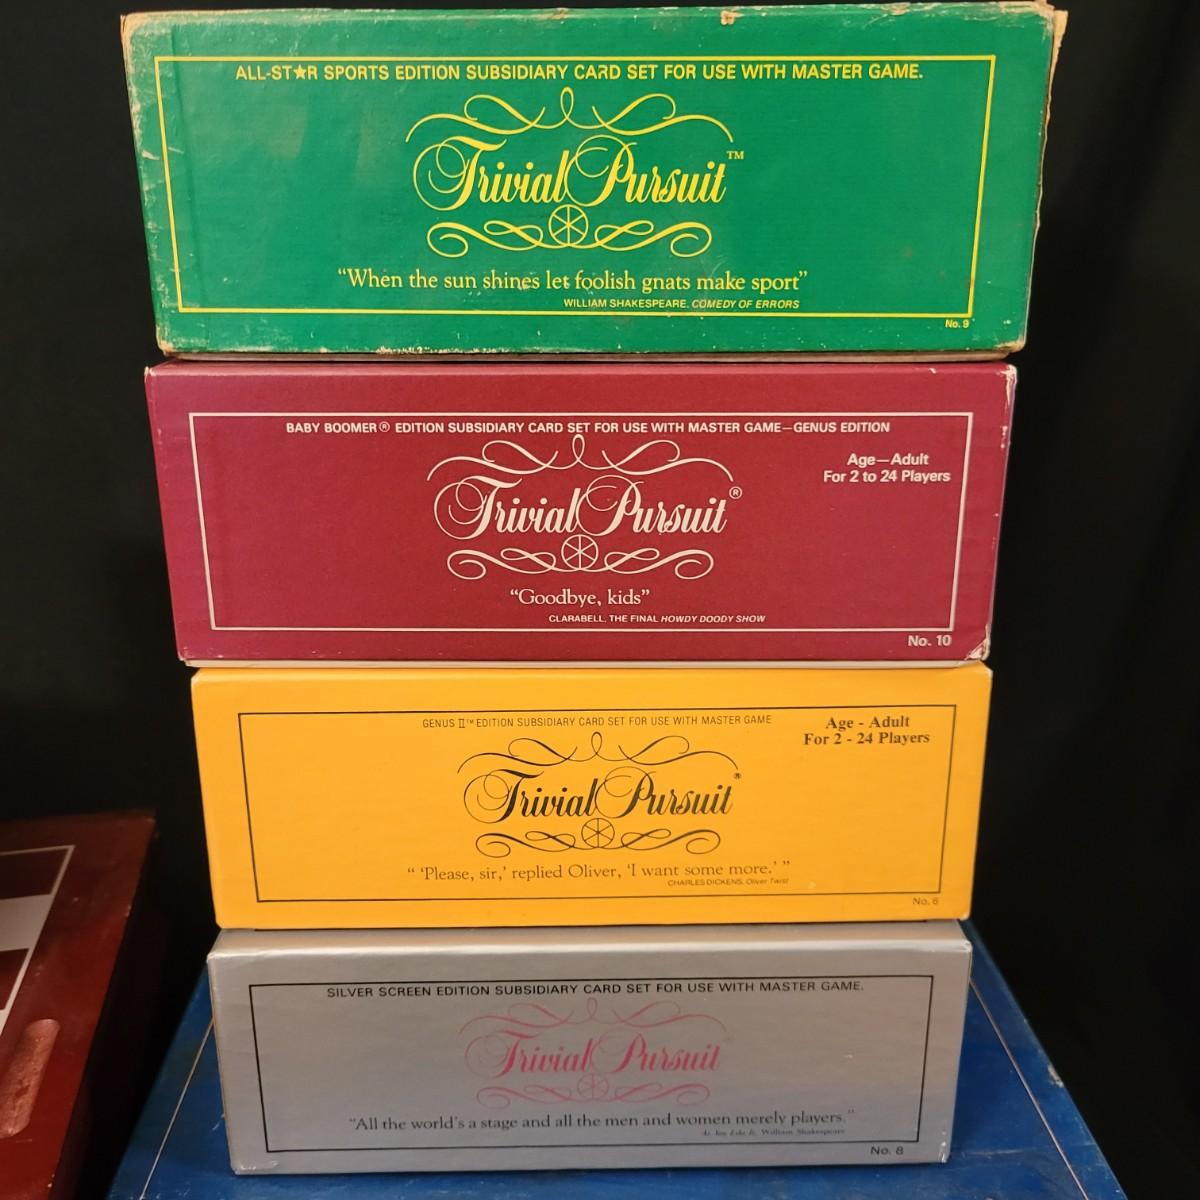 ALL-ST★R SPORTS EDITION SUBSIDIARY CARD SET FOR USE WITH MASTER GAME.
Trivial Pursuit™
“When the sun shines let foolish gnats make sport”
WILLIAM SHAKESPEARE, COMEDY OF ERRORS
No. 9
BABY BOOMER® EDITION SUBSIDIARY CARD SET FOR USE WITH MASTER GAME—GENUS EDITION
Age—Adult
For 2 to 24 Players
Trivial Pursuit®
“Goodbye, kids”
CLARABELL, THE FINAL HOWDY DOODY SHOW
No. 10
GENUS II™ EDITION SUBSIDIARY CARD SET FOR USE WITH MASTER GAME
Age - Adult
For 2 - 24 Players
Trivial Pursuit®
“ ‘Please, sir,’ replied Oliver, ‘I want some more.’ ”
CHARLES DICKENS, Oliver Twist
No. 6
SILVER SCREEN EDITION SUBSIDIARY CARD SET FOR USE WITH MASTER GAME.
Trivial Pursuit
“All the world’s a stage and all the men and women merely players.”
As You Like It, William Shakespeare
No. 8